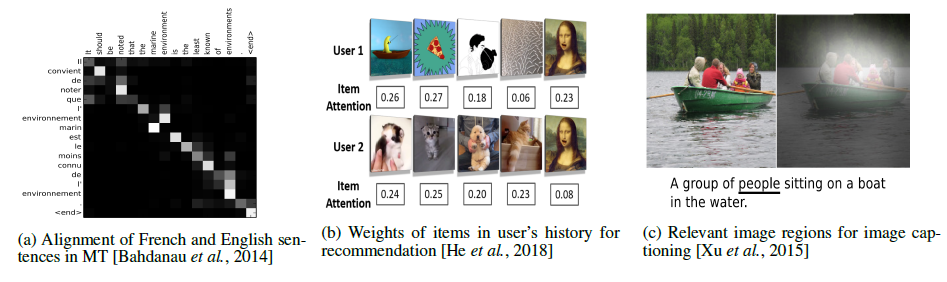 It
should
be
noted
that
the
marine
environment
is
the
least
known
of
environments
.
<end>
Il
convient
de
noter
que
l'
environnement
marin
est
le
moins
connu
de
l'
environnement
.
<end>
(a) Alignment of French and English sen-
tences in MT [Bahdanau et al., 2014]
User 1
Item
Attention
0.26 0.27 0.18 0.06 0.23
User 2
Item
Attention
0.24 0.25 0.20 0.23 0.08
(b) Weights of items in user's history for
recommendation [He et al., 2018]
A group of people sitting on a boat
in the water.
(c) Relevant image regions for image cap-
tioning [Xu et al., 2015]